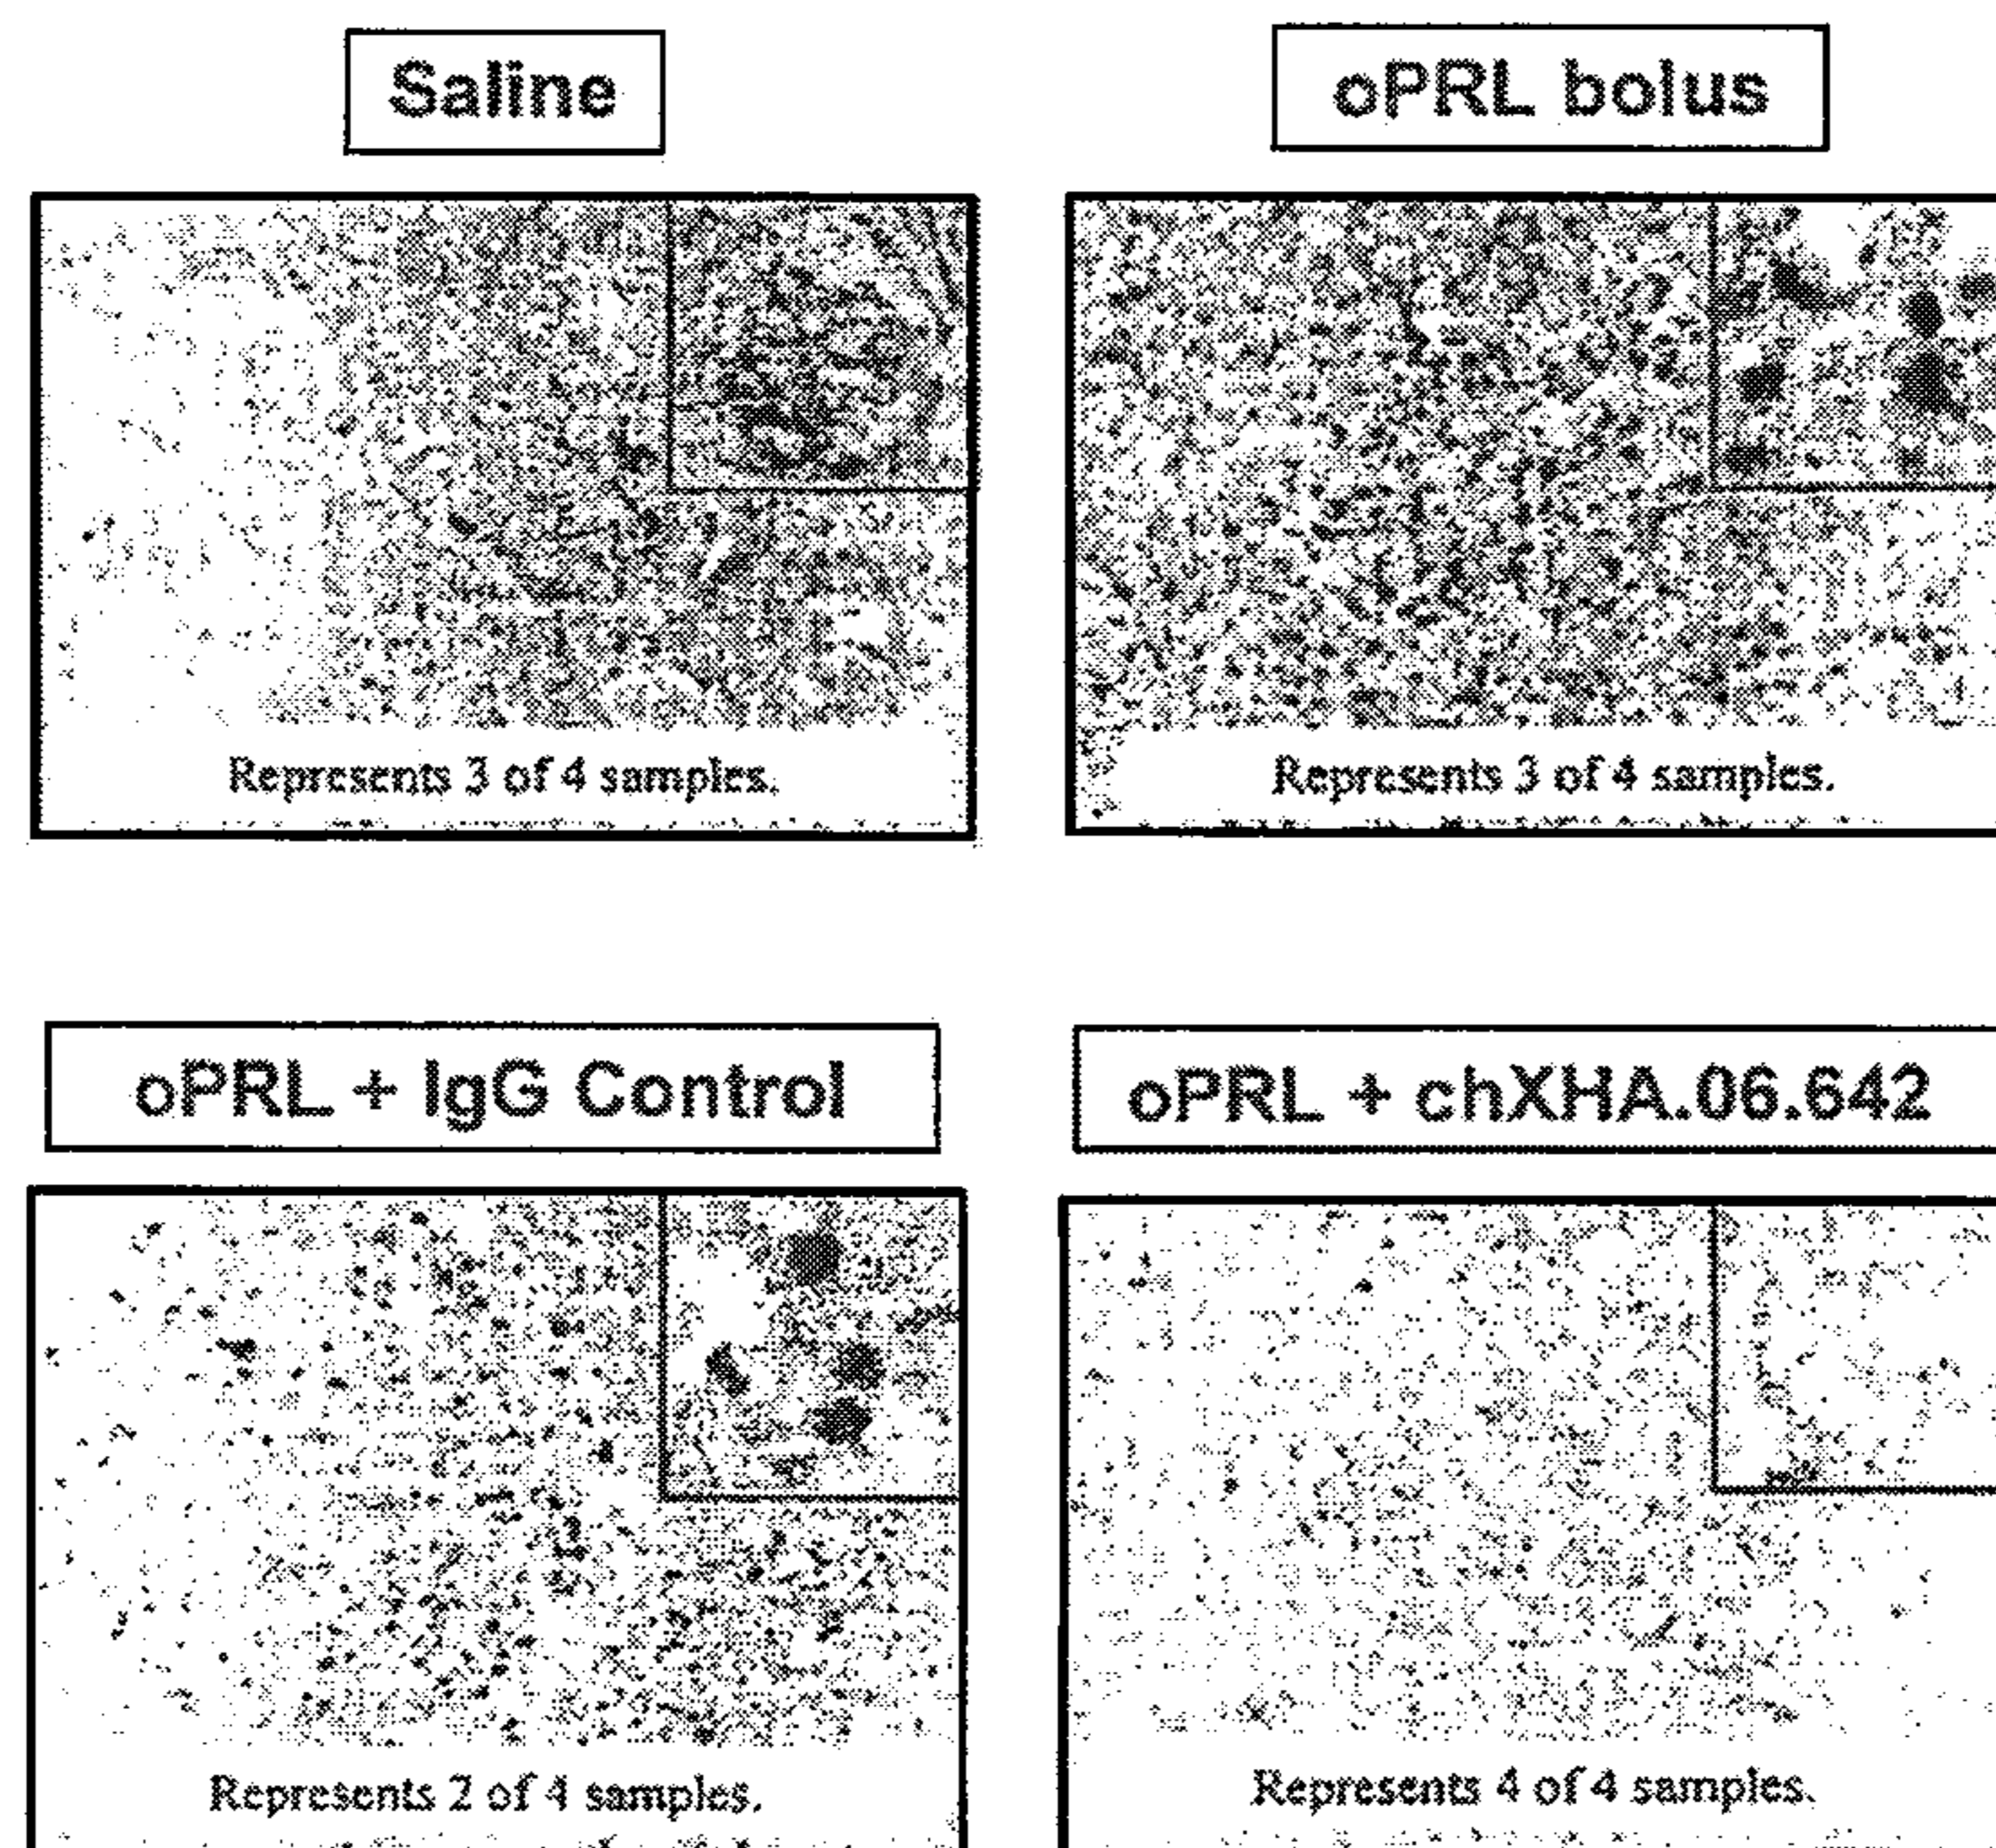 Saline
oPRL bolus
Represents 3 of 4 samples.
Represents 3 of 4 samples.
oPRL + IgG Control
oPRL + chXHA.06.642
Represents 2 of 4 samples.
Represents 4 of 4 samples.